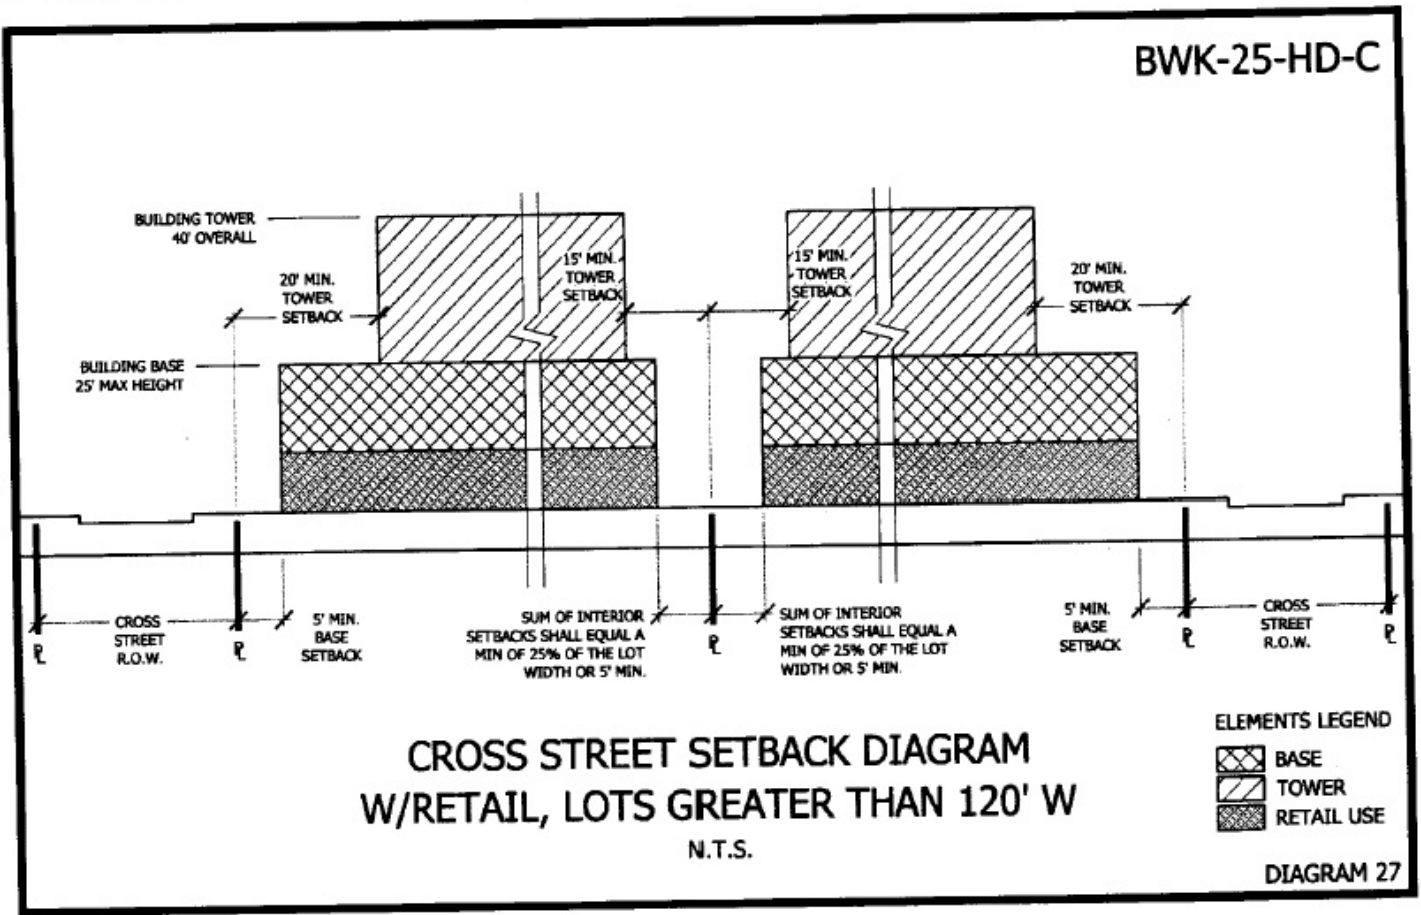 BWK-25-HD-C
BUILDING TOWER
40' OVERALL
20' MIN.
TOWER
SETBACK
15' MIN.
TOWER
SETBACK
15' MIN.
TOWER
SETBACK
20' MIN.
TOWER
SETBACK
BUILDING BASE
25' MAX HEIGHT
CROSS
STREET
R.O.W.
5' MIN.
BASE
SETBACK
SUM OF INTERIOR
SETBACKS SHALL EQUAL A
MIN OF 25% OF THE LOT
WIDTH OR 5' MIN.
SUM OF INTERIOR
SETBACKS SHALL EQUAL A
MIN OF 25% OF THE LOT
WIDTH OR 5' MIN.
5' MIN.
BASE
SETBACK
CROSS
STREET
R.O.W.
℄
℄
℄
℄
℄
CROSS STREET SETBACK DIAGRAM
W/RETAIL, LOTS GREATER THAN 120' W
N.T.S.
ELEMENTS LEGEND
BASE
TOWER
RETAIL USE
DIAGRAM 27